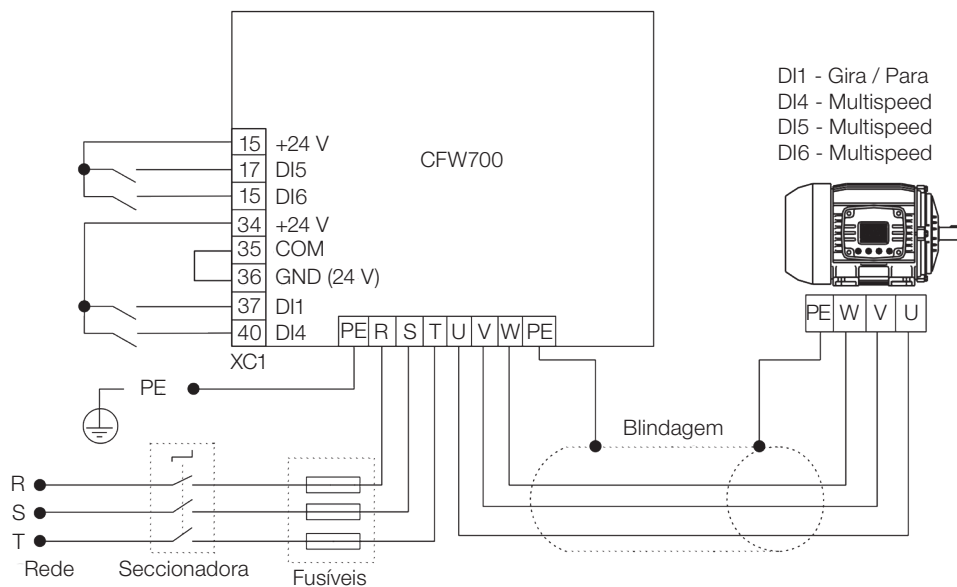 DI1 - Gira / Para
DI4 - Multispeed
DI5 - Multispeed
DI6 - Multispeed
CFW700
15 +24 V
17 DI5
15 DI6
34 +24 V
35 COM
36 GND (24 V)
37 DI1
40 DI4
XC1
PE R S T U V W PE
PE W V U
PE
Blindagem
R
S
T
Rede
Seccionadora
Fusíveis